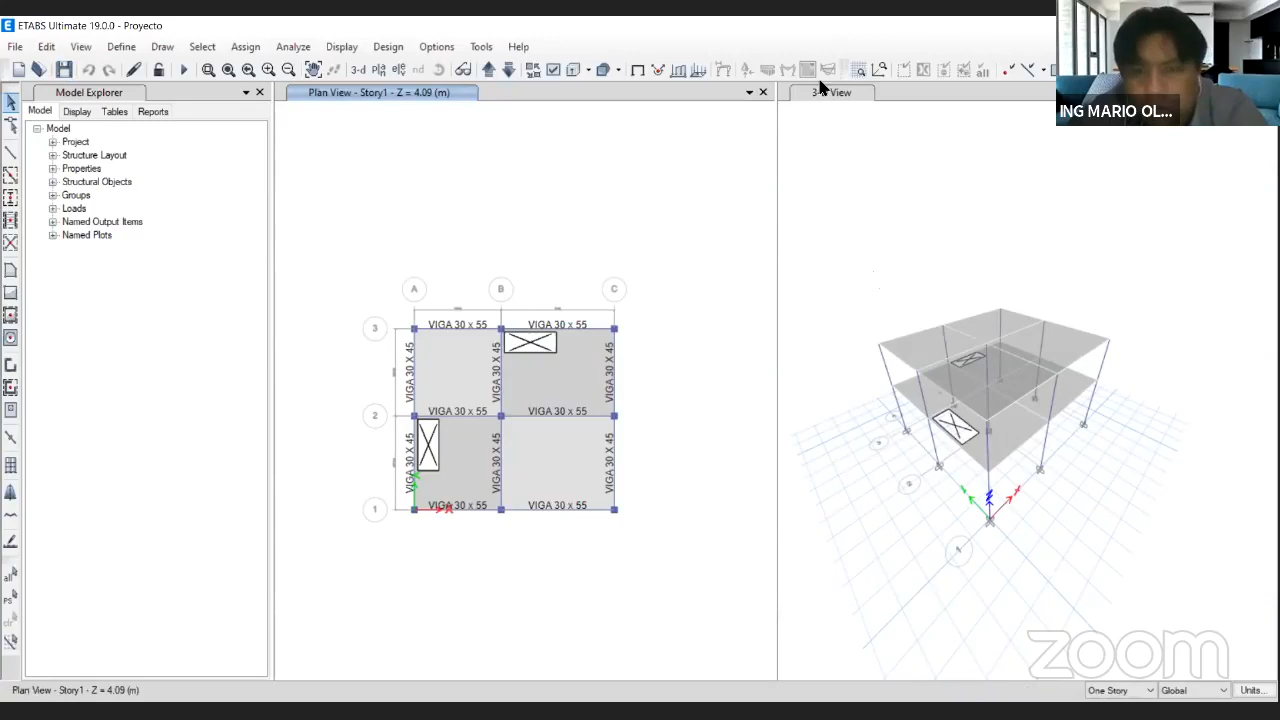 ETABS Ultimate 19.0.0 - Proyecto
File Edit View Define Draw Select Assign Analyze Display Design Options Tools Help
3-d
Model Explorer
Plan View - Story1 - Z = 4.09 (m)
View
ING MARIO OL...
Model Display Tables Reports
Model
Project
Structure Layout
Properties
Structural Objects
Groups
Loads
Named Output Items
Named Plots
A B C
3
VIGA 30 x 55 VIGA 30 x 55
VIGA 30 X 45 VIGA 30 X 45 VIGA 30 X 45
2
VIGA 30 x 55 VIGA 30 x 55
VIGA 30 X 45 VIGA 30 X 45 VIGA 30 X 45
1
VIGA 30 x 55 VIGA 30 x 55
all
PS
clr
all
zoom
Plan View - Story1 - Z = 4.09 (m)
One Story Global Units...